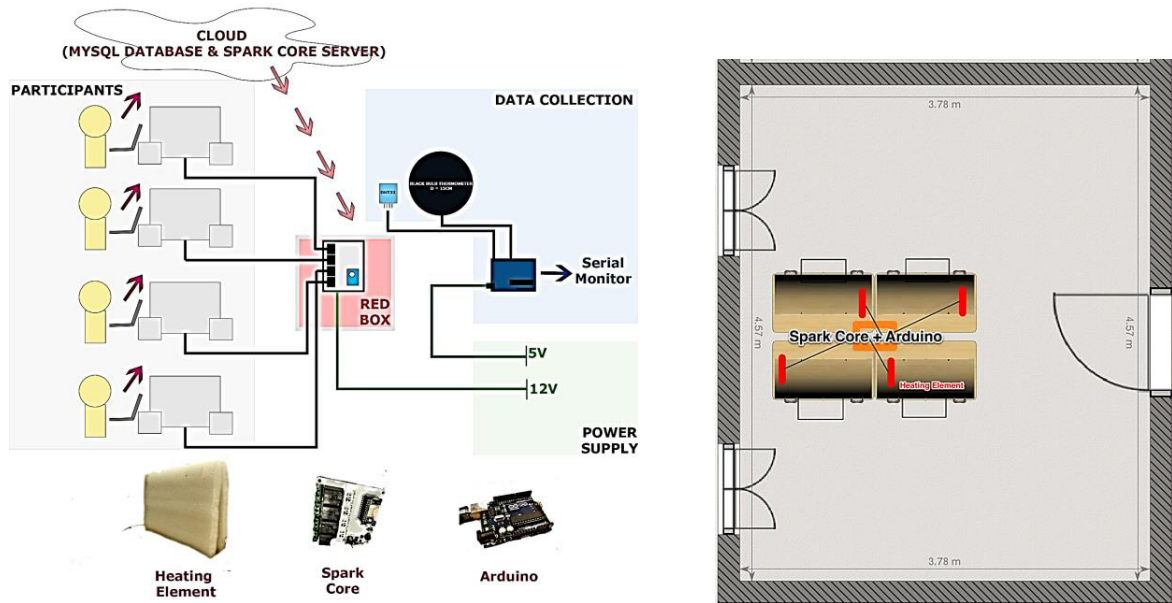 CLOUD
(MYSQL DATABASE & SPARK CORE SERVER)
PARTICIPANTS
DATA COLLECTION
DHT22
BLACK BULB THERMOMETER
D = 15CM
Serial
Monitor
RED
BOX
5V
12V
POWER
SUPPLY
Heating
Element
Spark
Core
Arduino
3.78 m
4.57 m
4.57 m
Spark Core + Arduino
Heating Element
3.78 m